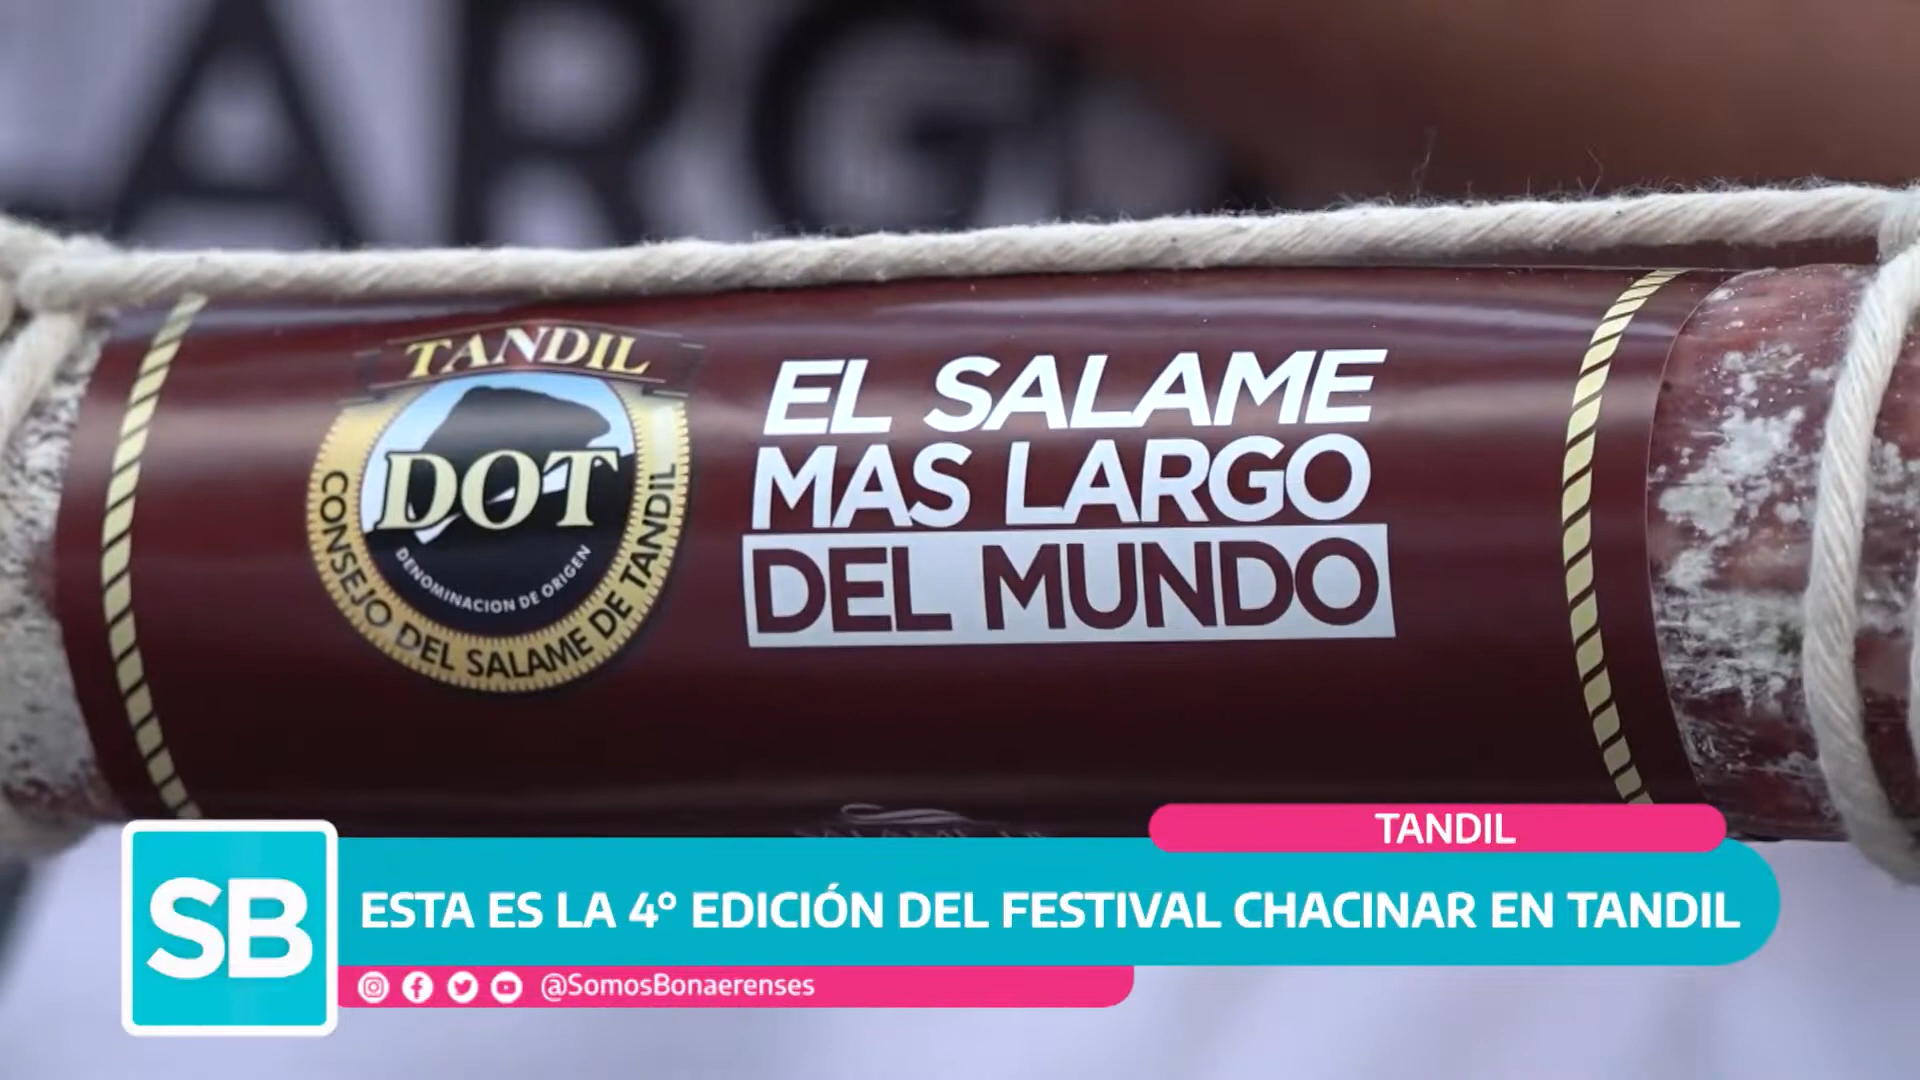 ARG
TANDIL
DOT
DENOMINACION DE ORIGEN
CONSEJO DEL SALAME DE TANDIL
EL SALAME
MAS LARGO
DEL MUNDO
TANDIL
SB
ESTA ES LA 4° EDICIÓN DEL FESTIVAL CHACINAR EN TANDIL
@SomosBonaerenses